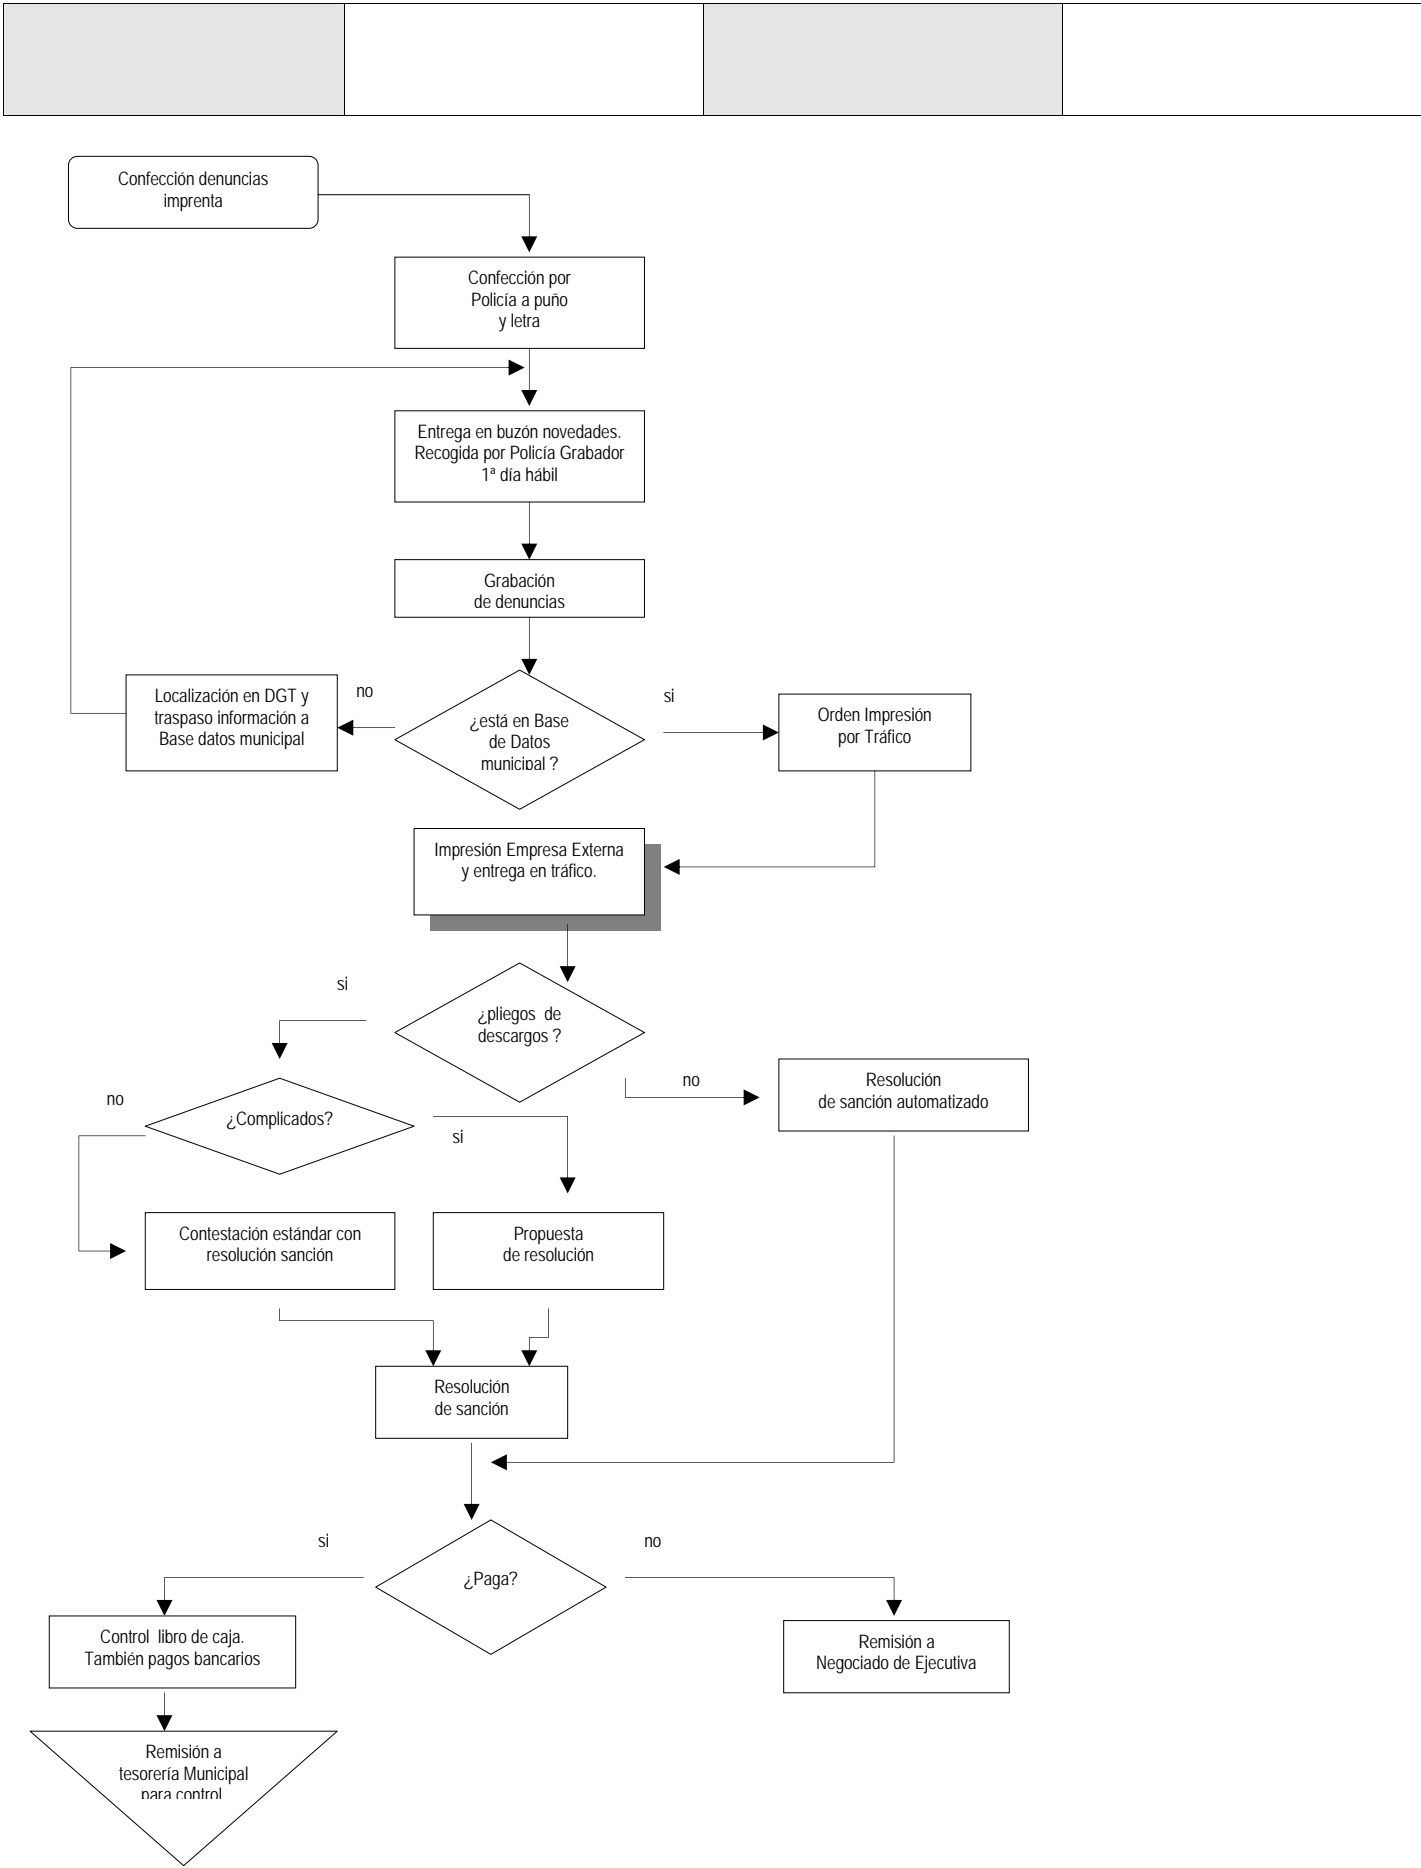 Confección denuncias
imprenta
Confección por
Policía a puño
y letra
Entrega en buzón novedades.
Recogida por Policía Grabador
1ª día hábil
Grabación
de denuncias
no
si
Localización en DGT y
traspaso información a
Base datos municipal
¿está en Base
de Datos
municipal ?
Orden Impresión
por Tráfico
Impresión Empresa Externa
y entrega en tráfico.
si
¿pliegos de
descargos ?
no
Resolución
de sanción automatizado
no
¿Complicados?
si
Contestación estándar con
resolución sanción
Propuesta
de resolución
Resolución
de sanción
si
no
¿Paga?
Control libro de caja.
También pagos bancarios
Remisión a
Negociado de Ejecutiva
Remisión a
tesorería Municipal
para control